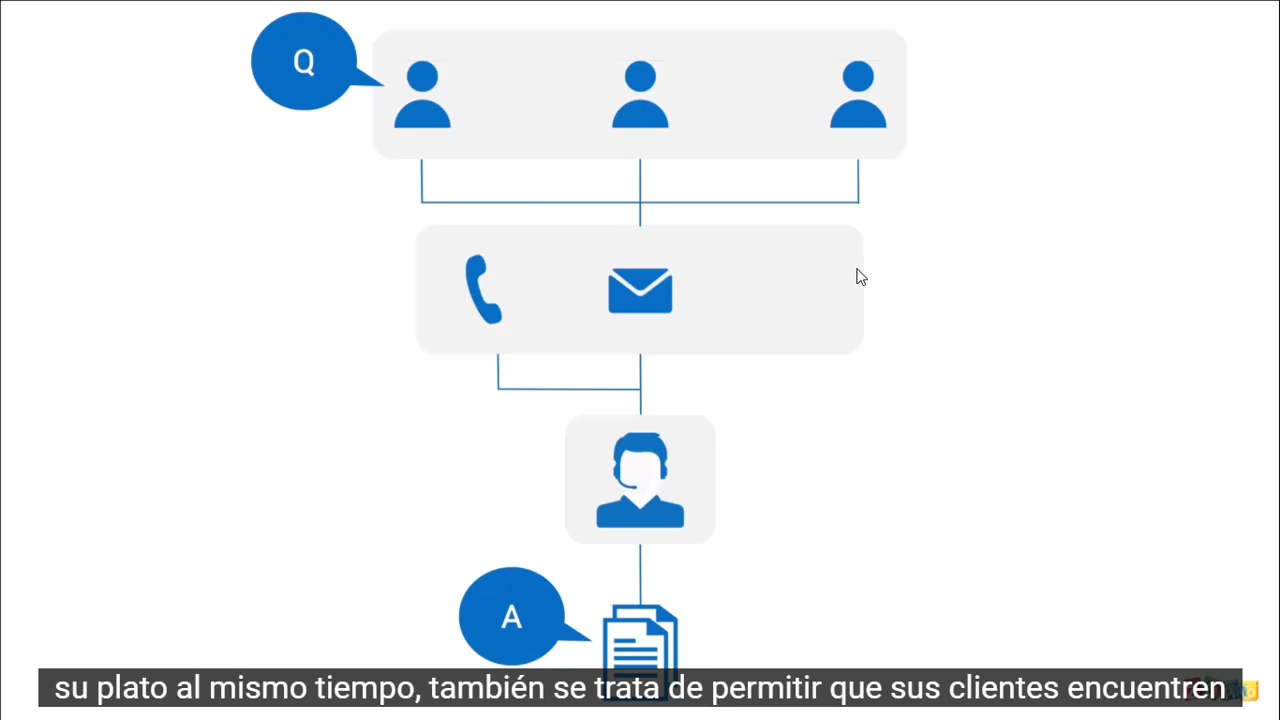 Q
A
su plato al mismo tiempo, también se trata de permitir que sus clientes encuentren